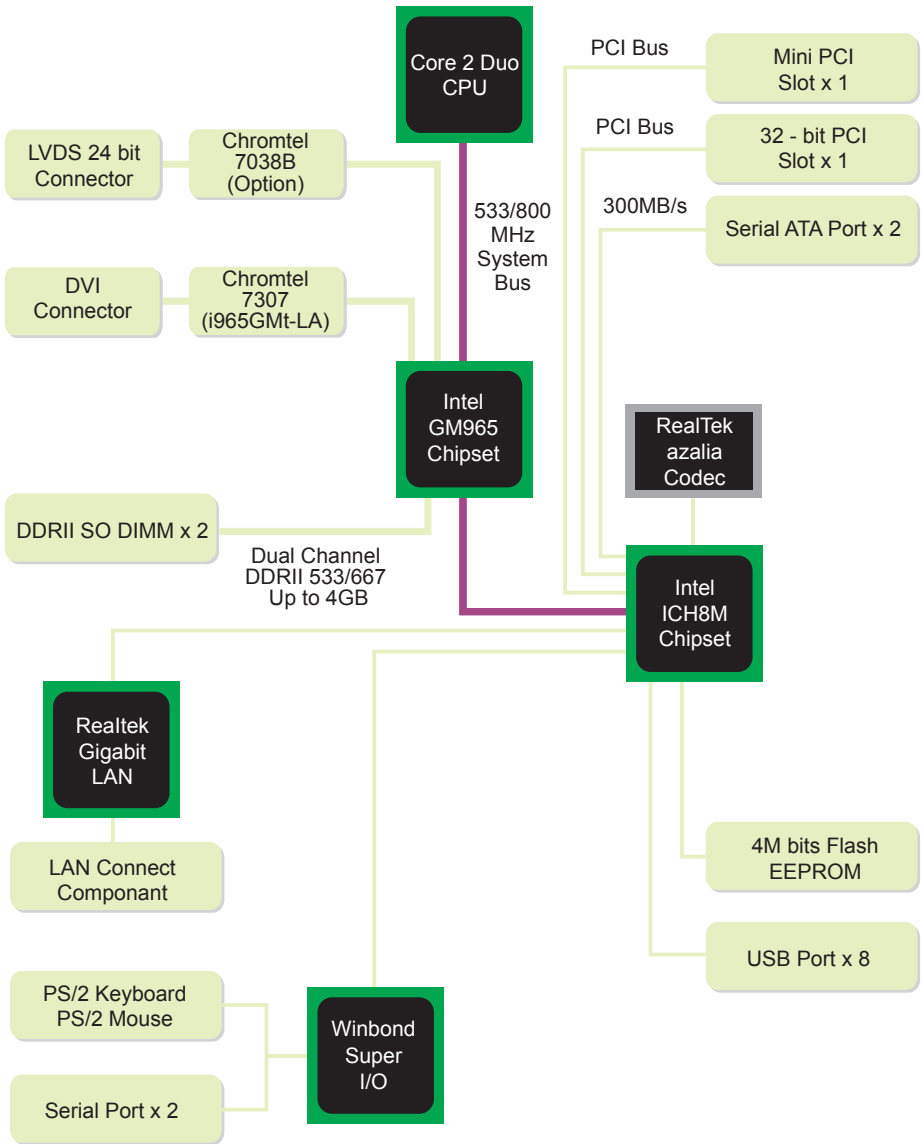 Core 2 Duo
CPU
PCI Bus
Mini PCI
Slot x 1
PCI Bus
32 - bit PCI
Slot x 1
300MB/s
Serial ATA Port x 2
LVDS 24 bit
Connector
Chromtel
7038B
(Option)
533/800
MHz
System
Bus
DVI
Connector
Chromtel
7307
(i965GMt-LA)
Intel
GM965
Chipset
RealTek
azalia
Codec
DDRII SO DIMM x 2
Dual Channel
DDRII 533/667
Up to 4GB
Intel
ICH8M
Chipset
Realtek
Gigabit
LAN
LAN Connect
Componant
4M bits Flash
EEPROM
USB Port x 8
PS/2 Keyboard
PS/2 Mouse
Winbond
Super
I/O
Serial Port x 2